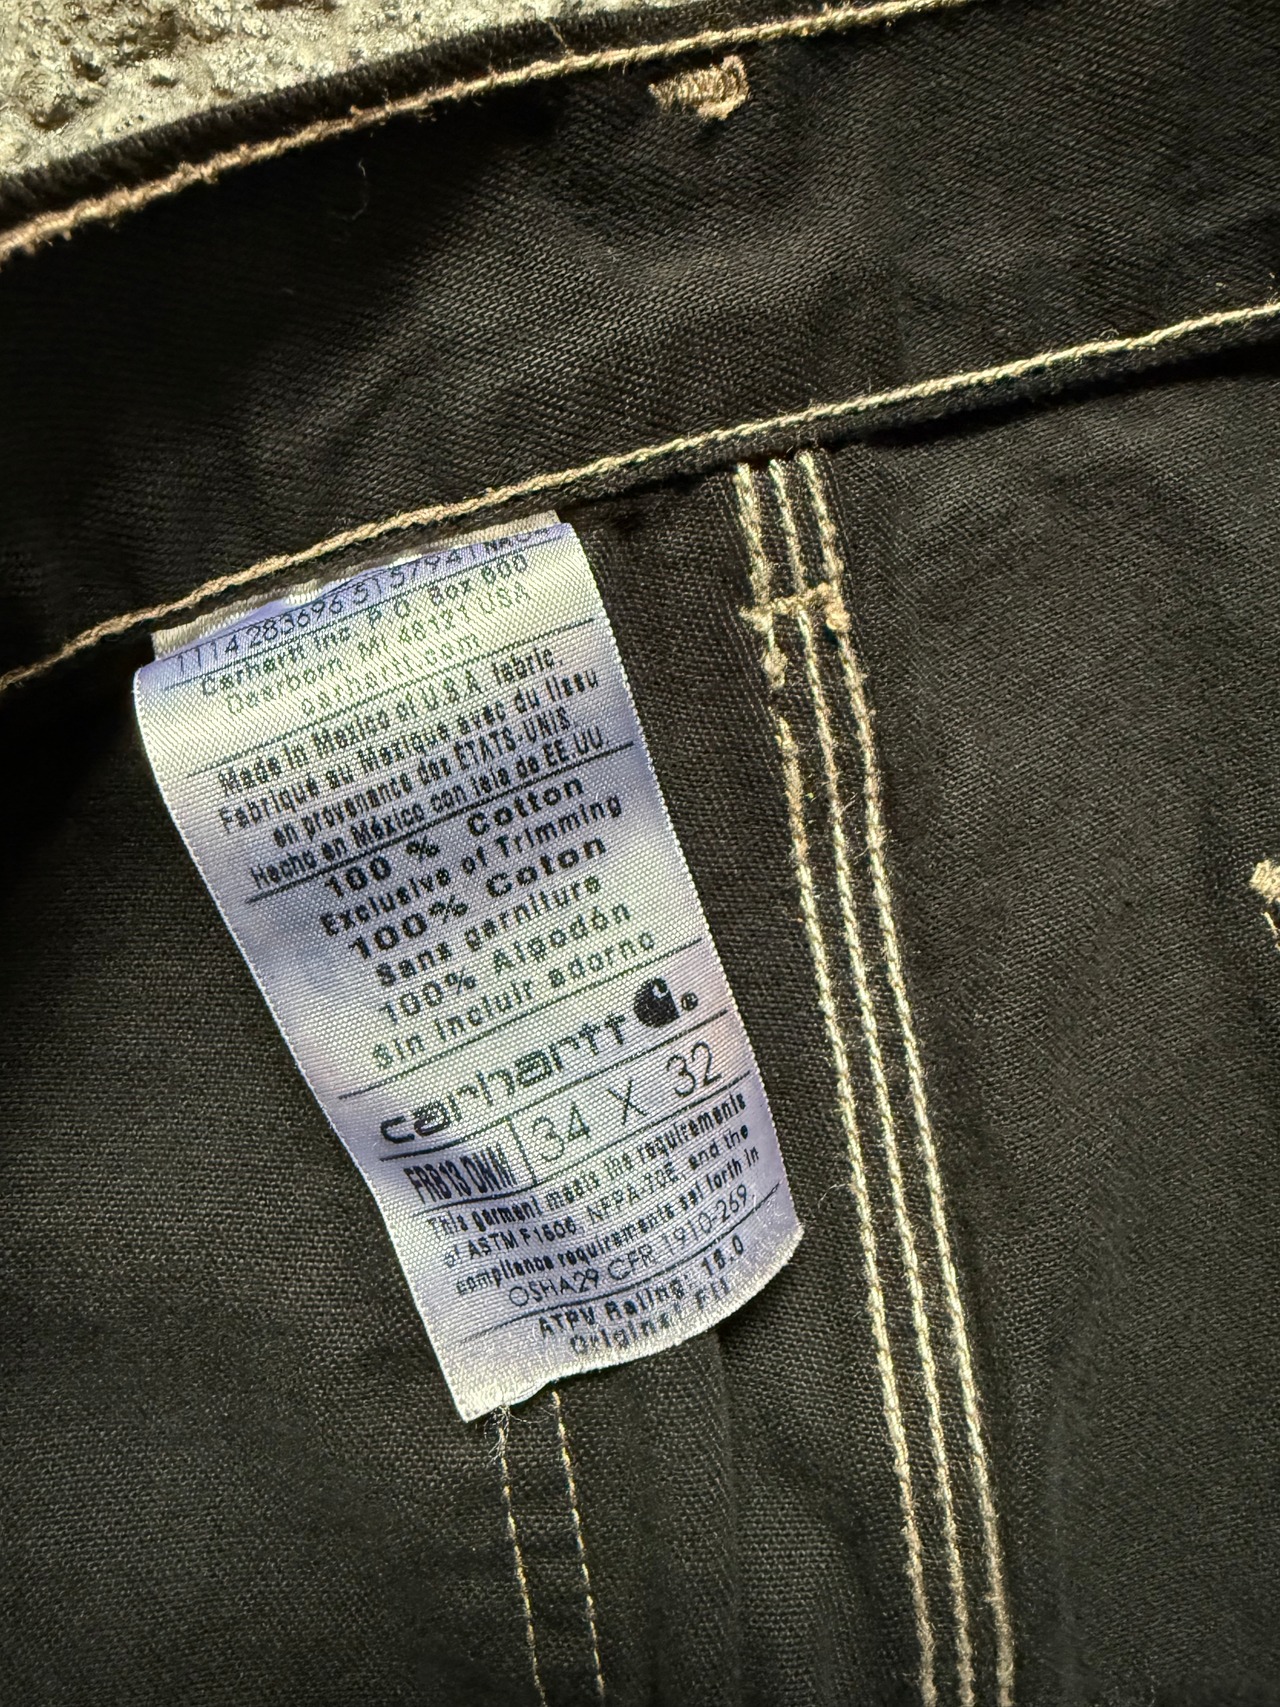 Carhartt Inc. P.O. Box 600
Dearborn, MI 48121 USA
carhartt.com
Made in Mexico of U.S.A. fabric.
Fabriqué au Mexique avec du tissu
en provenance des ÉTATS-UNIS.
Hecho en México con tela de EE.UU.
100 % Cotton
Exclusive of Trimming
100% Coton
Sans garniture
100% Algodón
Sin incluir adorno
carhartt ®
FRB13 DNM 34 X 32
This garment meets the requirements
of ASTM F1506, NFPA 70E, and the
compliance requirements set forth in
OSHA29 CFR 1910-269
ATPV Rating: 15.0
Original Fit